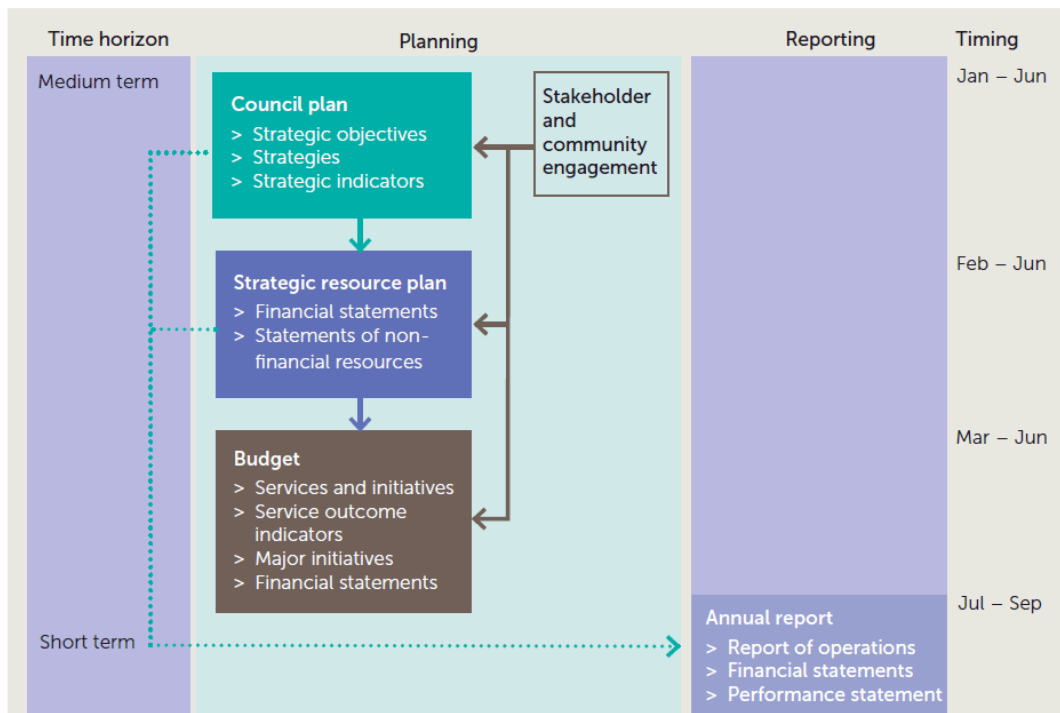 Time horizon
Planning
Reporting
Timing
Medium term
Council plan
> Strategic objectives
> Strategies
> Strategic indicators
Stakeholder
and
community
engagement
Jan – Jun
Strategic resource plan
> Financial statements
> Statements of non-
financial resources
Feb – Jun
Budget
> Services and initiatives
> Service outcome
indicators
> Major initiatives
> Financial statements
Mar – Jun
Short term
Annual report
> Report of operations
> Financial statements
> Performance statement
Jul – Sep